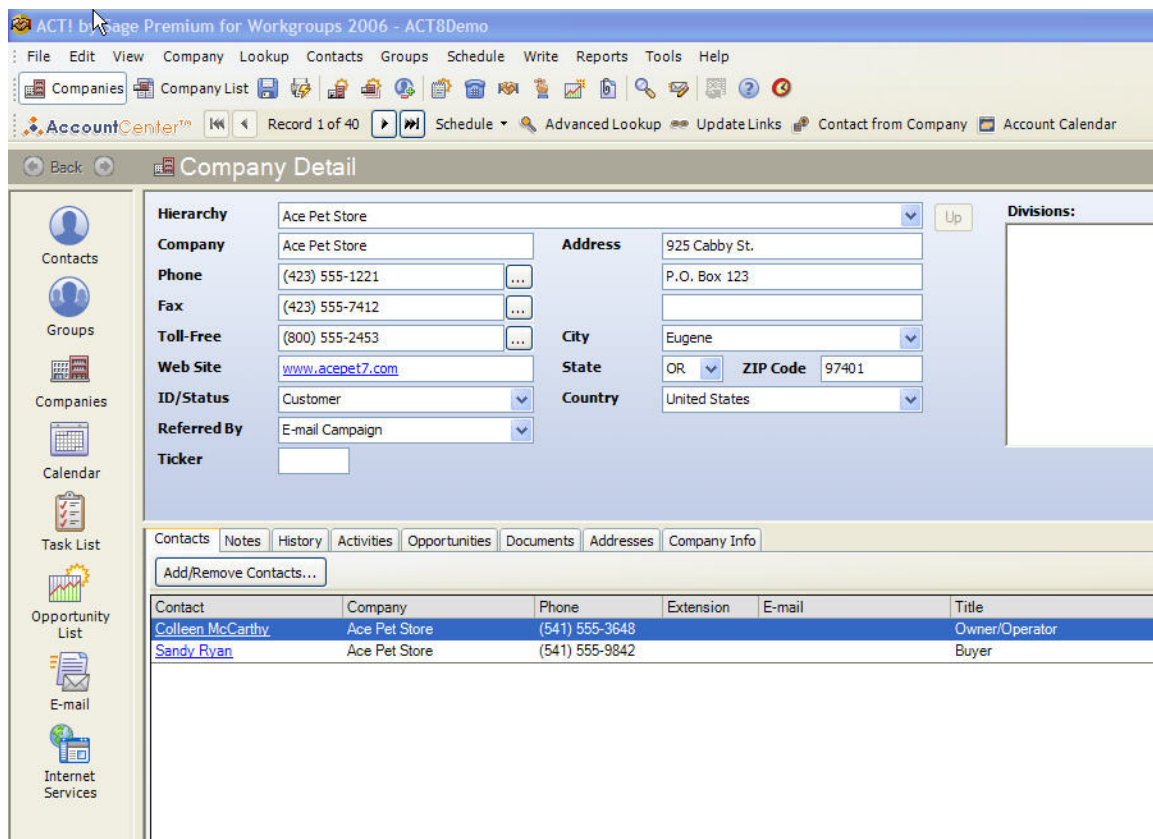 ACT! by Sage Premium for Workgroups 2006 - ACT8Demo
File Edit View Company Lookup Contacts Groups Schedule Write Reports Tools Help
Companies Company List
AccountCenter™ Record 1 of 40 Schedule Advanced Lookup Update Links Contact from Company Account Calendar
Back Company Detail
Contacts
Groups
Companies
Calendar
Task List
Opportunity
List
E-mail
Internet
Services
Hierarchy Ace Pet Store Up Divisions:
Company Ace Pet Store Address 925 Cabby St.
Phone (423) 555-1221 ... P.O. Box 123
Fax (423) 555-7412 ...
Toll-Free (800) 555-2453 ... City Eugene
Web Site www.acepet7.com State OR ZIP Code 97401
ID/Status Customer Country United States
Referred By E-mail Campaign
Ticker
Contacts Notes History Activities Opportunities Documents Addresses Company Info
Add/Remove Contacts...
Contact Company Phone Extension E-mail Title
Colleen McCarthy Ace Pet Store (541) 555-3648 Owner/Operator
Sandy Ryan Ace Pet Store (541) 555-9842 Buyer